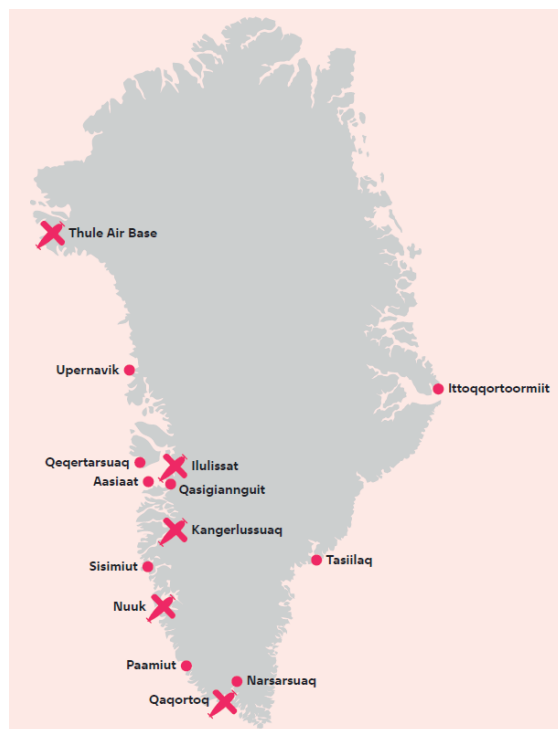 Thule Air Base
Upernavik
Ittoqqortoormiit
Qeqertarsuaq
Ilulissat
Aasiaat
Qasigiannguit
Kangerlussuaq
Tasiilaq
Sisimiut
Nuuk
Paamiut
Narsarsuaq
Qaqortoq